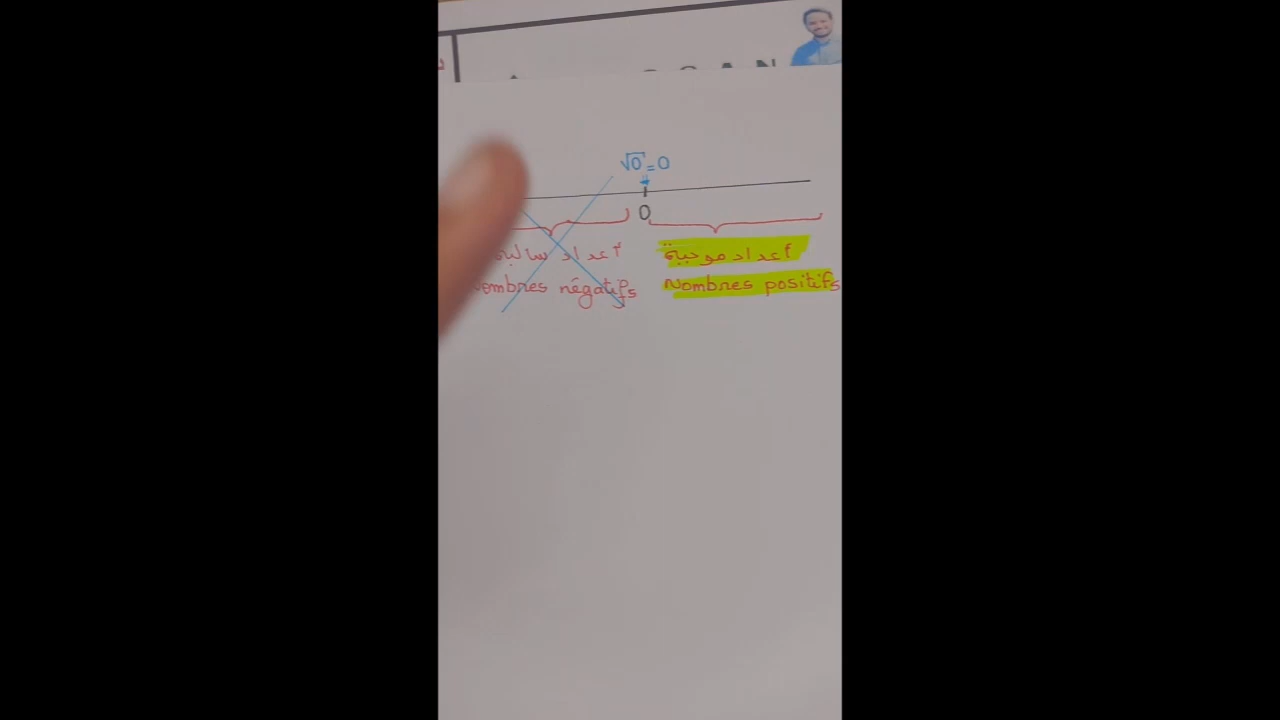 √0 = 0
0
أعداد سالبة
Nombres négatifs
أعداد موجبة
Nombres positifs